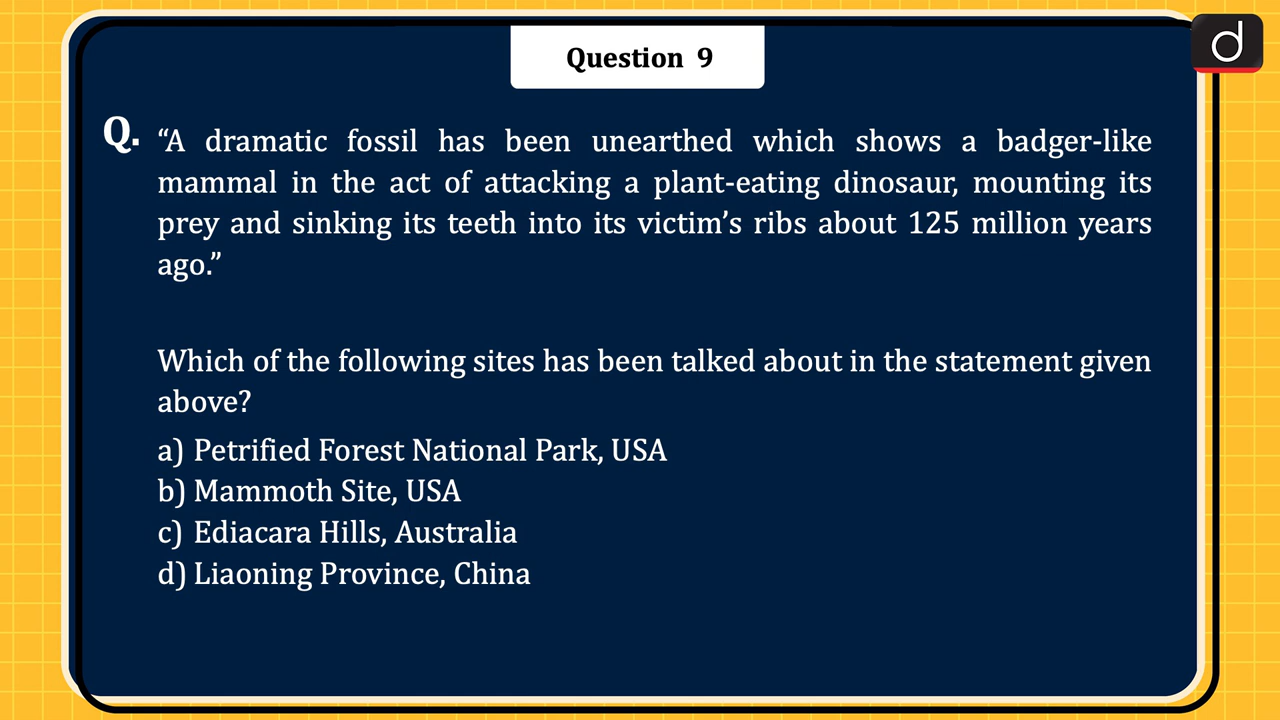 Question 9
d
Q. “A dramatic fossil has been unearthed which shows a badger-like
mammal in the act of attacking a plant-eating dinosaur, mounting its
prey and sinking its teeth into its victim’s ribs about 125 million years
ago.”
Which of the following sites has been talked about in the statement given
above?
a) Petrified Forest National Park, USA
b) Mammoth Site, USA
c) Ediacara Hills, Australia
d) Liaoning Province, China